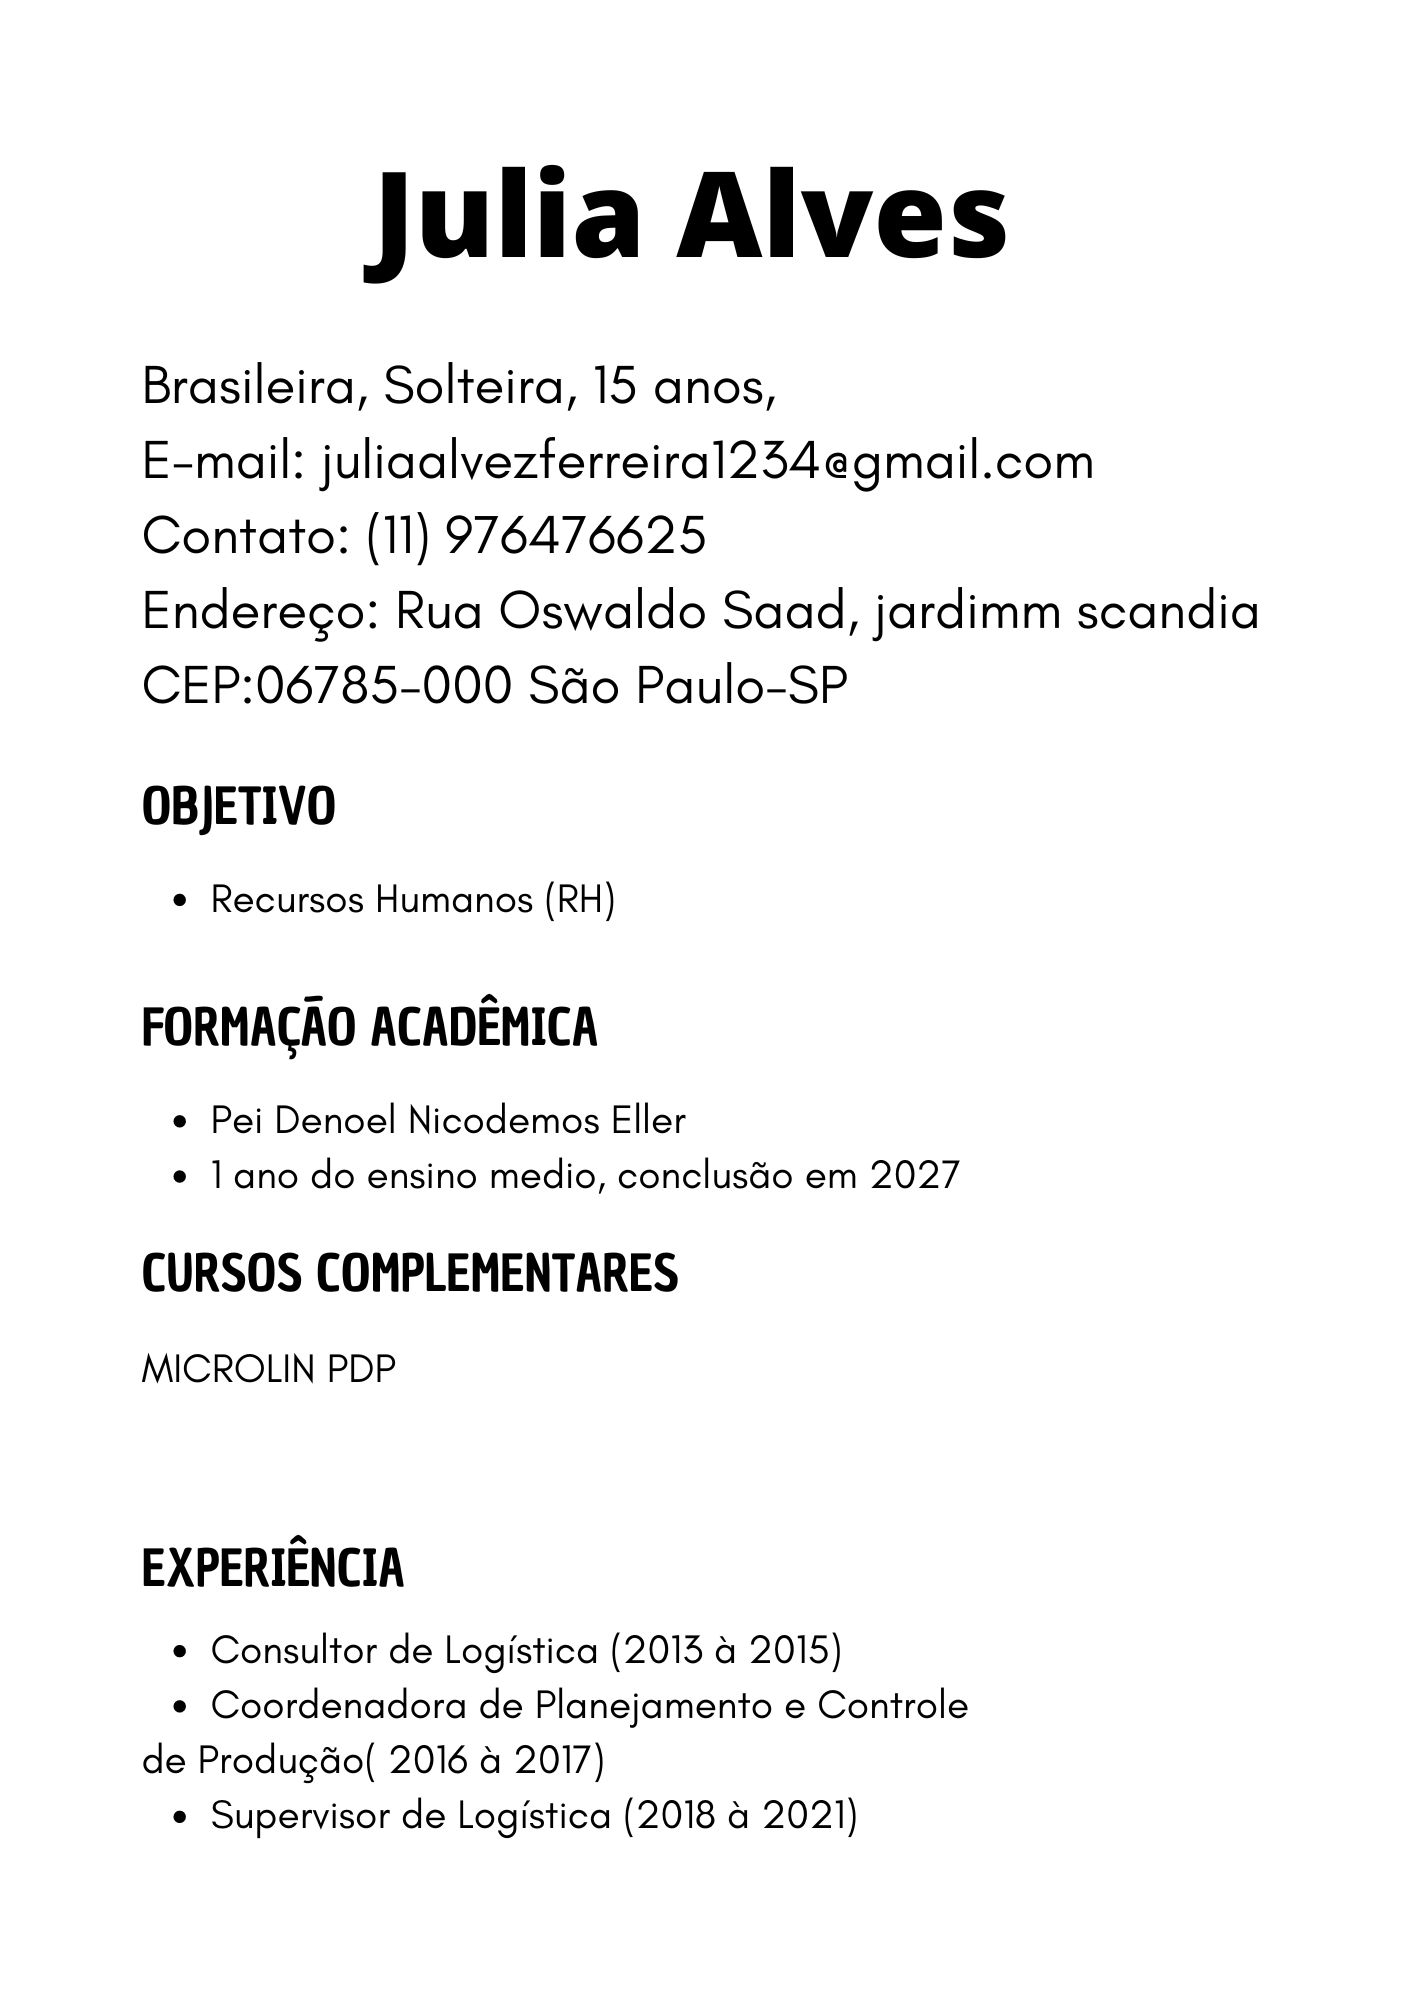 Julia Alves
Brasileira, Solteira, 15 anos,
E-mail: juliaalvezferreira1234@gmail.com
Contato: (11) 976476625
Endereço: Rua Oswaldo Saad, jardimm scandia
CEP:06785-000 São Paulo-SP
OBJETIVO
• Recursos Humanos (RH)
FORMAÇÃO ACADÊMICA
• Pei Denoel Nicodemos Eller
• 1 ano do ensino medio, conclusão em 2027
CURSOS COMPLEMENTARES
MICROLIN PDP
EXPERIÊNCIA
• Consultor de Logística (2013 à 2015)
• Coordenadora de Planejamento e Controle
de Produção( 2016 à 2017)
• Supervisor de Logística (2018 à 2021)